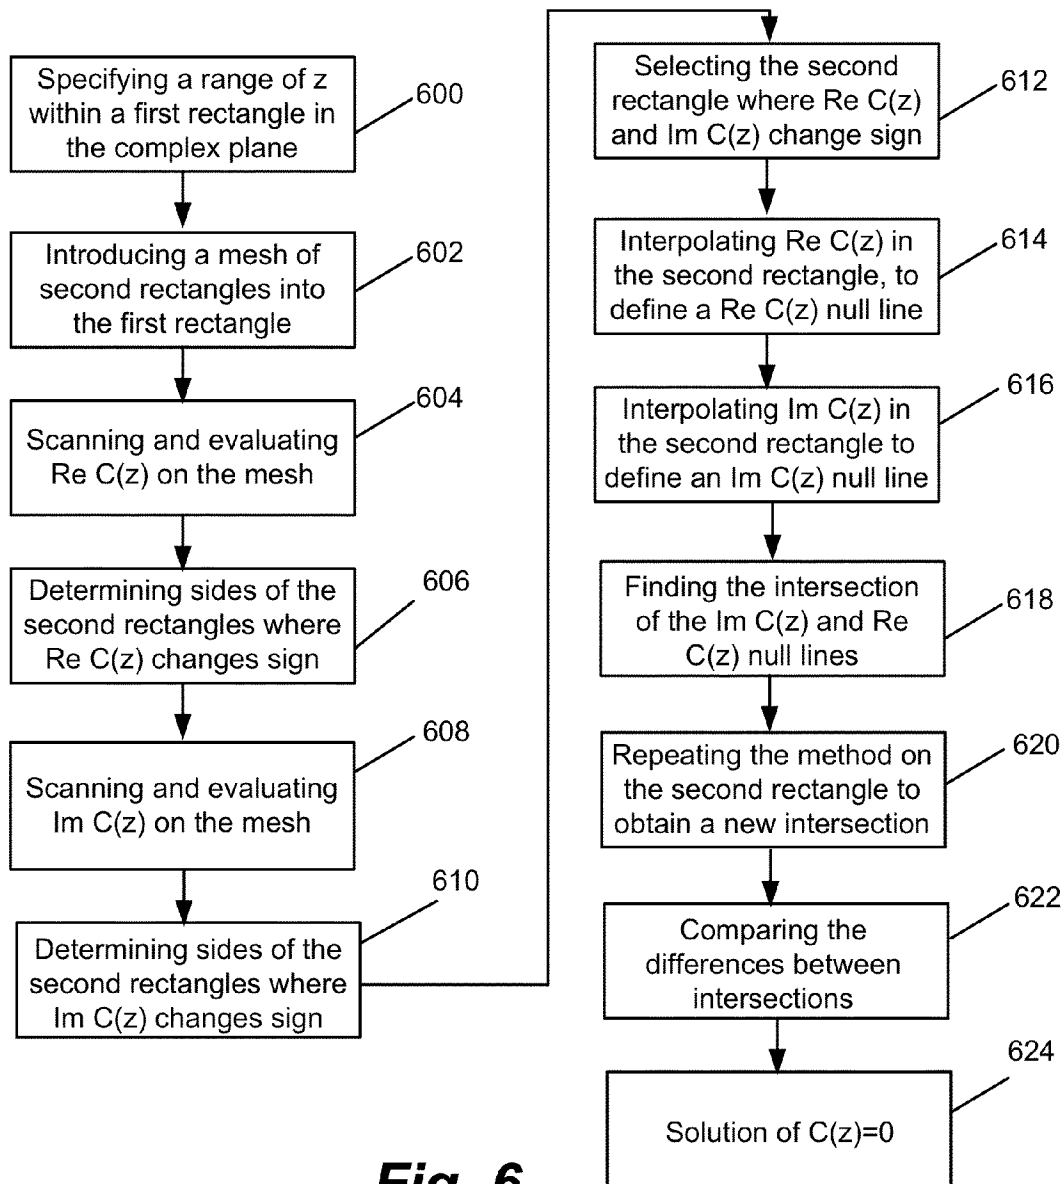 Specifying a range of z
within a first rectangle in
the complex plane
600
Introducing a mesh of
second rectangles into
the first rectangle
602
Scanning and evaluating
Re C(z) on the mesh
604
Determining sides of the
second rectangles where
Re C(z) changes sign
606
Scanning and evaluating
Im C(z) on the mesh
608
Determining sides of the
second rectangles where
Im C(z) changes sign
610
Selecting the second
rectangle where Re C(z)
and Im C(z) change sign
612
Interpolating Re C(z) in
the second rectangle, to
define a Re C(z) null line
614
Interpolating Im C(z) in
the second rectangle to
define an Im C(z) null line
616
Finding the intersection
of the Im C(z) and Re
C(z) null lines
618
Repeating the method on
the second rectangle to
obtain a new intersection
620
Comparing the
differences between
intersections
622
Solution of C(z)=0
624
Fig. 6